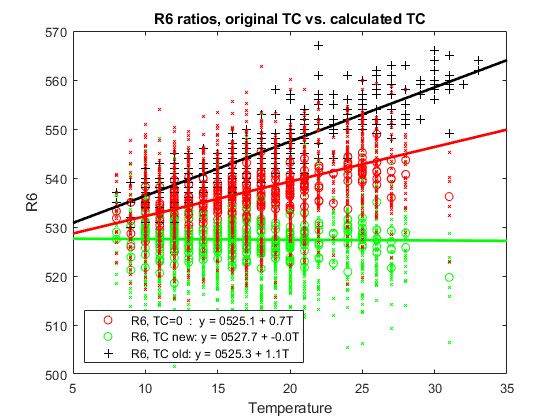 R6 ratios, original TC vs. calculated TC
570
560
550
540
530
520
510
500
R6
R6, TC=0 : y = 0525.1 + 0.7T
R6, TC new: y = 0527.7 + -0.0T
R6, TC old: y = 0525.3 + 1.1T
5 10 15 20 25 30 35
Temperature